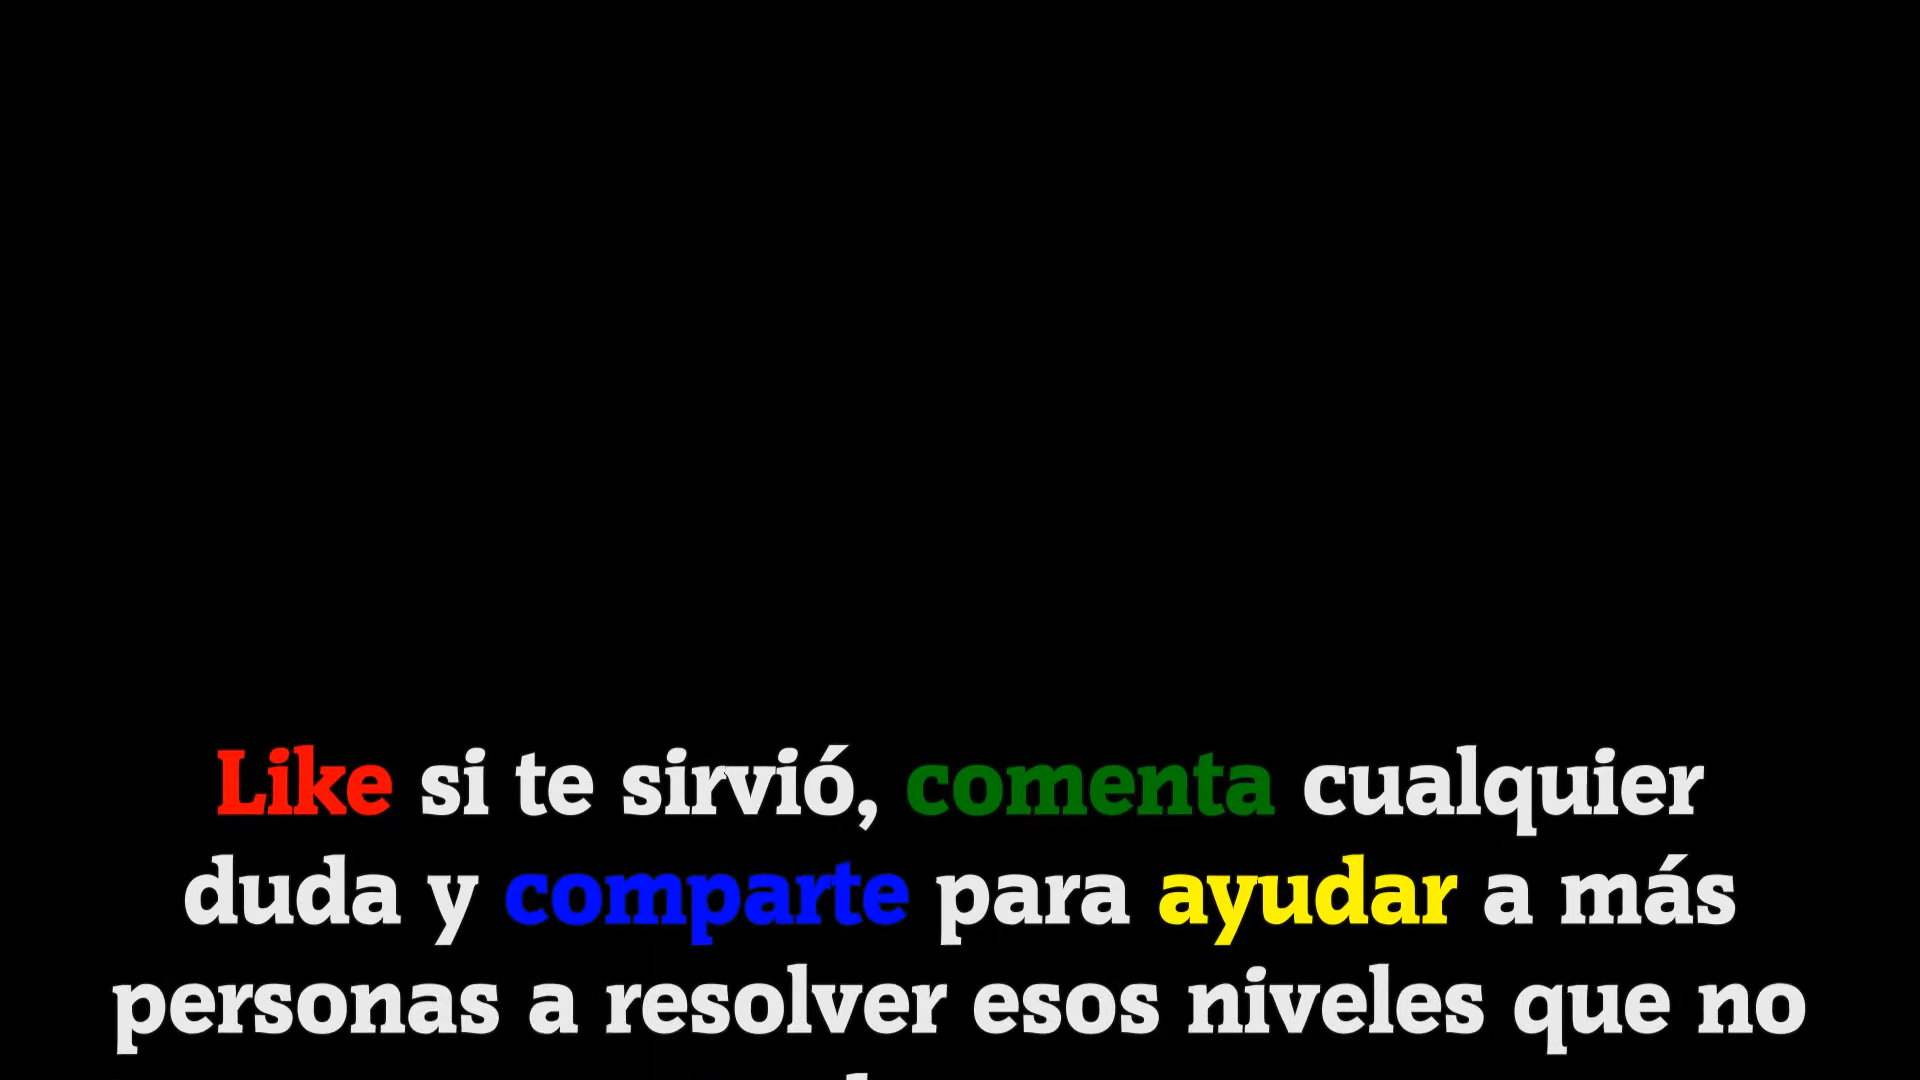 Like si te sirvió, comenta cualquier
duda y comparte para ayudar a más
personas a resolver esos niveles que no